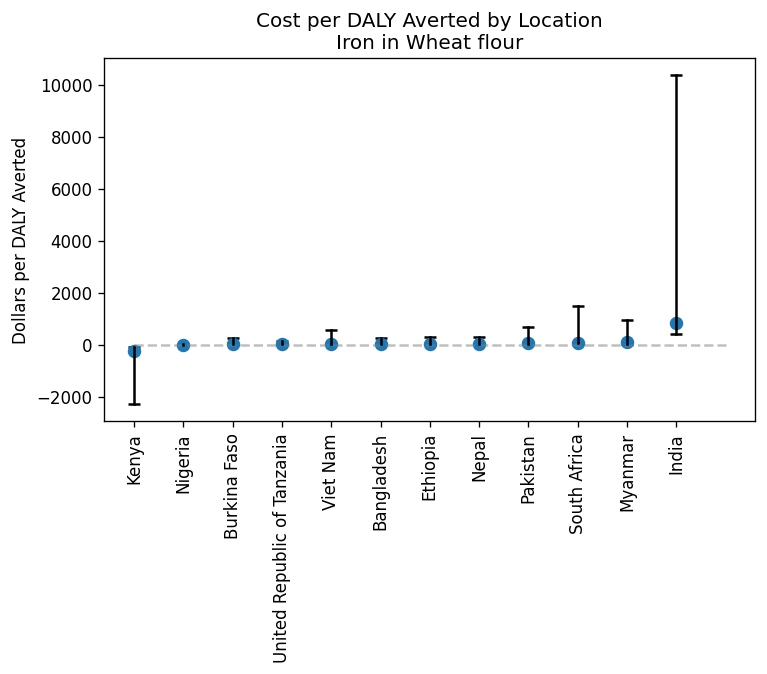 Cost per DALY Averted by Location
Iron in Wheat flour
Dollars per DALY Averted
10000
8000
6000
4000
2000
0
−2000
Kenya
Nigeria
Burkina Faso
United Republic of Tanzania
Viet Nam
Bangladesh
Ethiopia
Nepal
Pakistan
South Africa
Myanmar
India